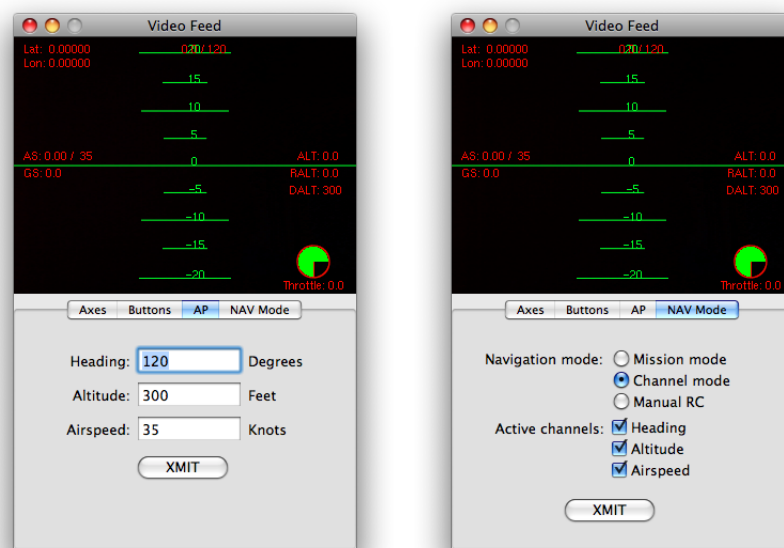 Video Feed
Lat: 0.00000
Lon: 0.00000
20
15
10
5
AS: 0.00 / 35
0
ALT: 0.0
GS: 0.0
RALT: 0.0
-5
DALT: 300
-10
-15
-20
Throttle: 0.0
Axes Buttons AP NAV Mode
Heading: 120 Degrees
Altitude: 300 Feet
Airspeed: 35 Knots
XMIT
Video Feed
Lat: 0.00000
Lon: 0.00000
20
15
10
5
AS: 0.00 / 35
0
ALT: 0.0
GS: 0.0
RALT: 0.0
-5
DALT: 300
-10
-15
-20
Throttle: 0.0
Axes Buttons AP NAV Mode
Navigation mode: Mission mode
Channel mode
Manual RC
Active channels: Heading
Altitude
Airspeed
XMIT